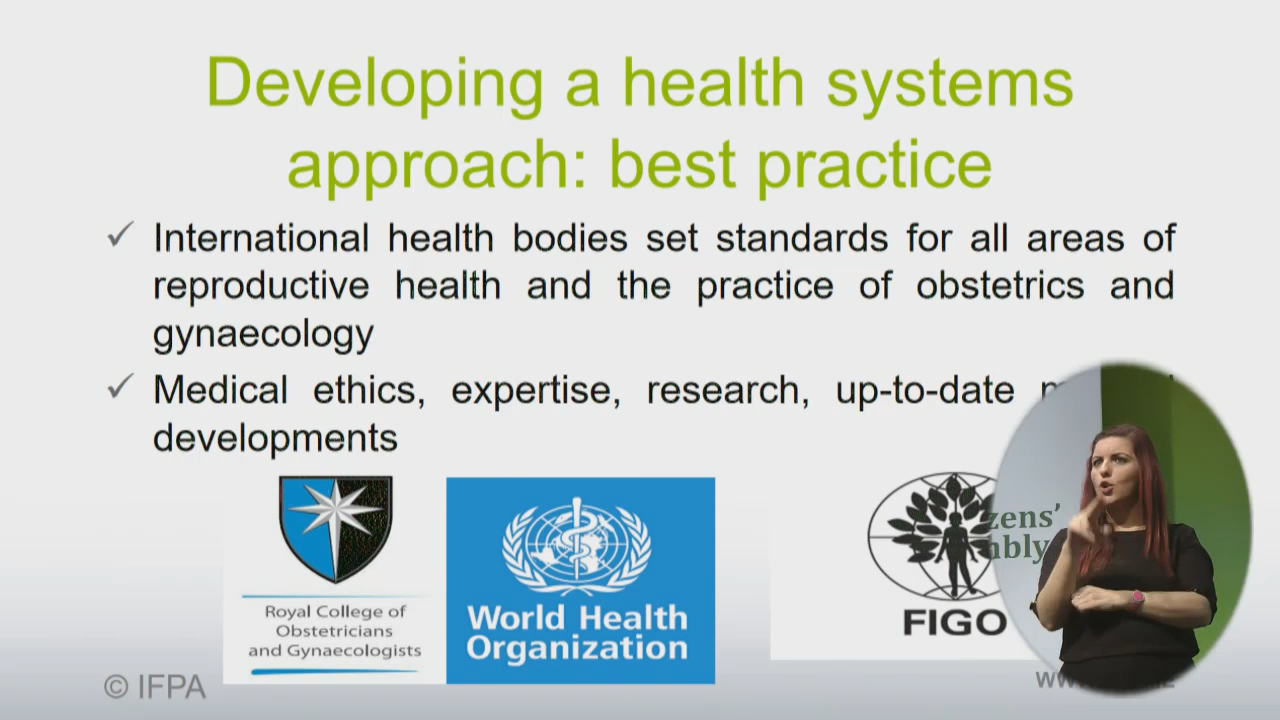 Developing a health systems
approach: best practice
✓ International health bodies set standards for all areas of
reproductive health and the practice of obstetrics and
gynaecology
✓ Medical ethics, expertise, research, up-to-date
developments
Royal College of
Obstetricians
and Gynaecologists
World Health
Organization
FIGO
zens’
mbly
© IFPA